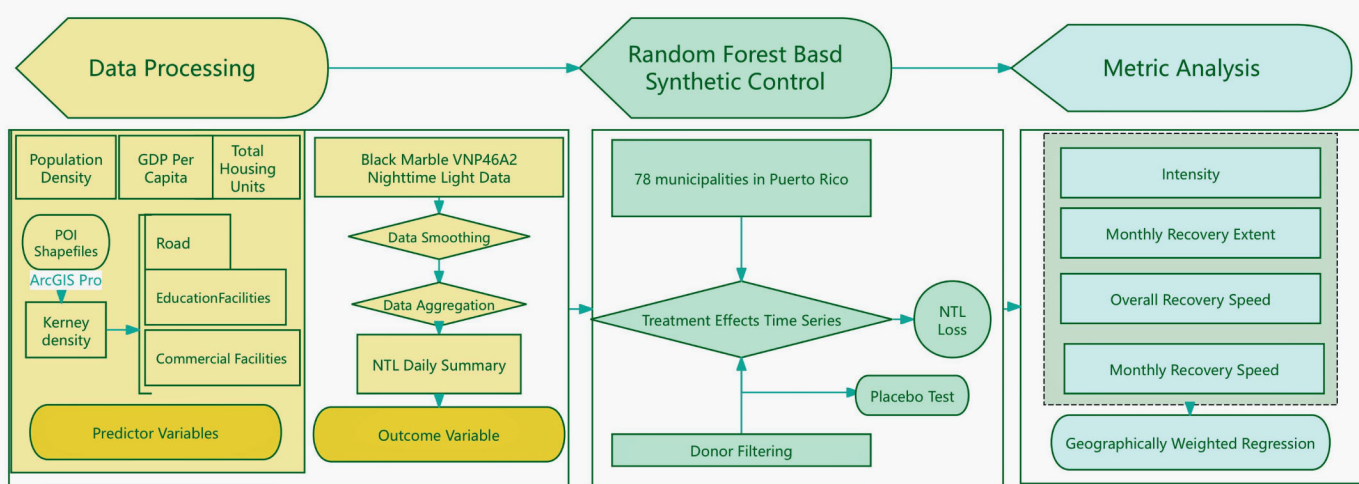 Data Processing
Random Forest Basd
Synthetic Control
Metric Analysis
Population
Density
GDP Per
Capita
Total
Housing
Units
POI
Shapefiles
ArcGIS Pro
Kerney
density
Road
EducationFacilities
Commercial Facilities
Predictor Variables
Black Marble VNP46A2
Nighttime Light Data
Data Smoothing
Data Aggregation
NTL Daily Summary
Outcome Variable
78 municipalities in Puerto Rico
Treatment Effects Time Series
NTL
Loss
Placebo Test
Donor Filtering
Intensity
Monthly Recovery Extent
Overall Recovery Speed
Monthly Recovery Speed
Geographically Weighted Regression